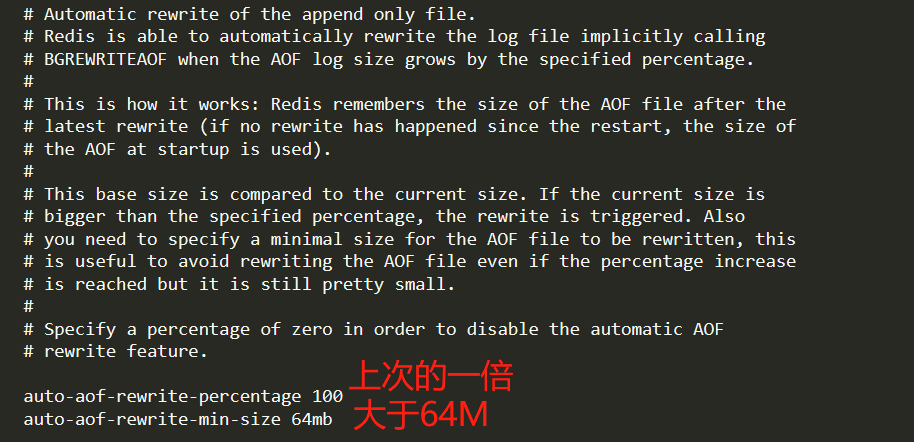 # Automatic rewrite of the append only file.
# Redis is able to automatically rewrite the log file implicitly calling
# BGREWRITEAOF when the AOF log size grows by the specified percentage.
#
# This is how it works: Redis remembers the size of the AOF file after the
# latest rewrite (if no rewrite has happened since the restart, the size of
# the AOF at startup is used).
#
# This base size is compared to the current size. If the current size is
# bigger than the specified percentage, the rewrite is triggered. Also
# you need to specify a minimal size for the AOF file to be rewritten, this
# is useful to avoid rewriting the AOF file even if the percentage increase
# is reached but it is still pretty small.
#
# Specify a percentage of zero in order to disable the automatic AOF
# rewrite feature.
上次的一倍
auto-aof-rewrite-percentage 100
大于64M
auto-aof-rewrite-min-size 64mb